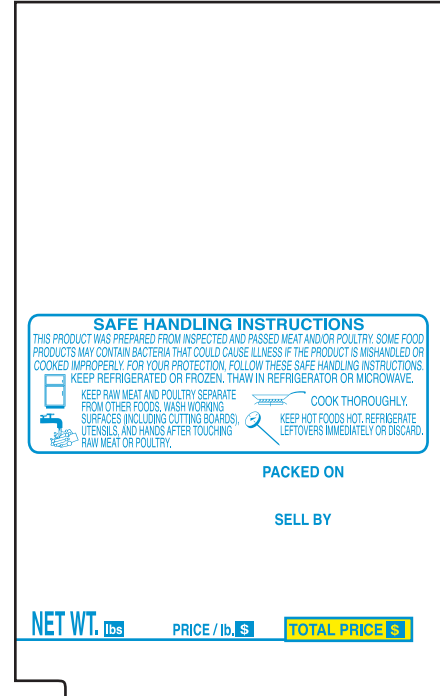 SAFE HANDLING INSTRUCTIONS
THIS PRODUCT WAS PREPARED FROM INSPECTED AND PASSED MEAT AND/OR POULTRY. SOME FOOD
PRODUCTS MAY CONTAIN BACTERIA THAT COULD CAUSE ILLNESS IF THE PRODUCT IS MISHANDLED OR
COOKED IMPROPERLY. FOR YOUR PROTECTION, FOLLOW THESE SAFE HANDLING INSTRUCTIONS.
KEEP REFRIGERATED OR FROZEN. THAW IN REFRIGERATOR OR MICROWAVE.
KEEP RAW MEAT AND POULTRY SEPARATE
FROM OTHER FOODS. WASH WORKING
SURFACES (INCLUDING CUTTING BOARDS),
UTENSILS, AND HANDS AFTER TOUCHING
RAW MEAT OR POULTRY.
COOK THOROUGHLY.
KEEP HOT FOODS HOT. REFRIGERATE
LEFTOVERS IMMEDIATELY OR DISCARD.
PACKED ON
SELL BY
NET WT. lbs PRICE / lb. $ TOTAL PRICE $